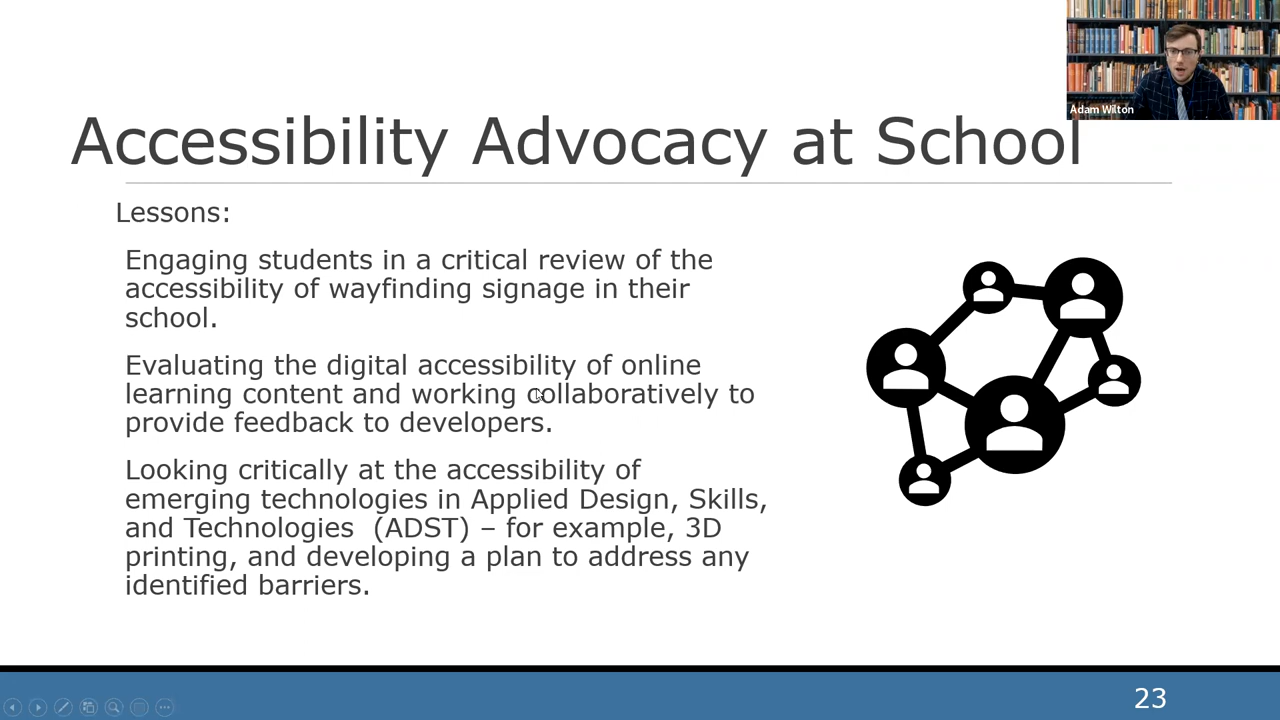 Adam Wilton
Accessibility Advocacy at School
Lessons:
Engaging students in a critical review of the
accessibility of wayfinding signage in their
school.
Evaluating the digital accessibility of online
learning content and working collaboratively to
provide feedback to developers.
Looking critically at the accessibility of
emerging technologies in Applied Design, Skills,
and Technologies  (ADST) – for example, 3D
printing, and developing a plan to address any
identified barriers.
23